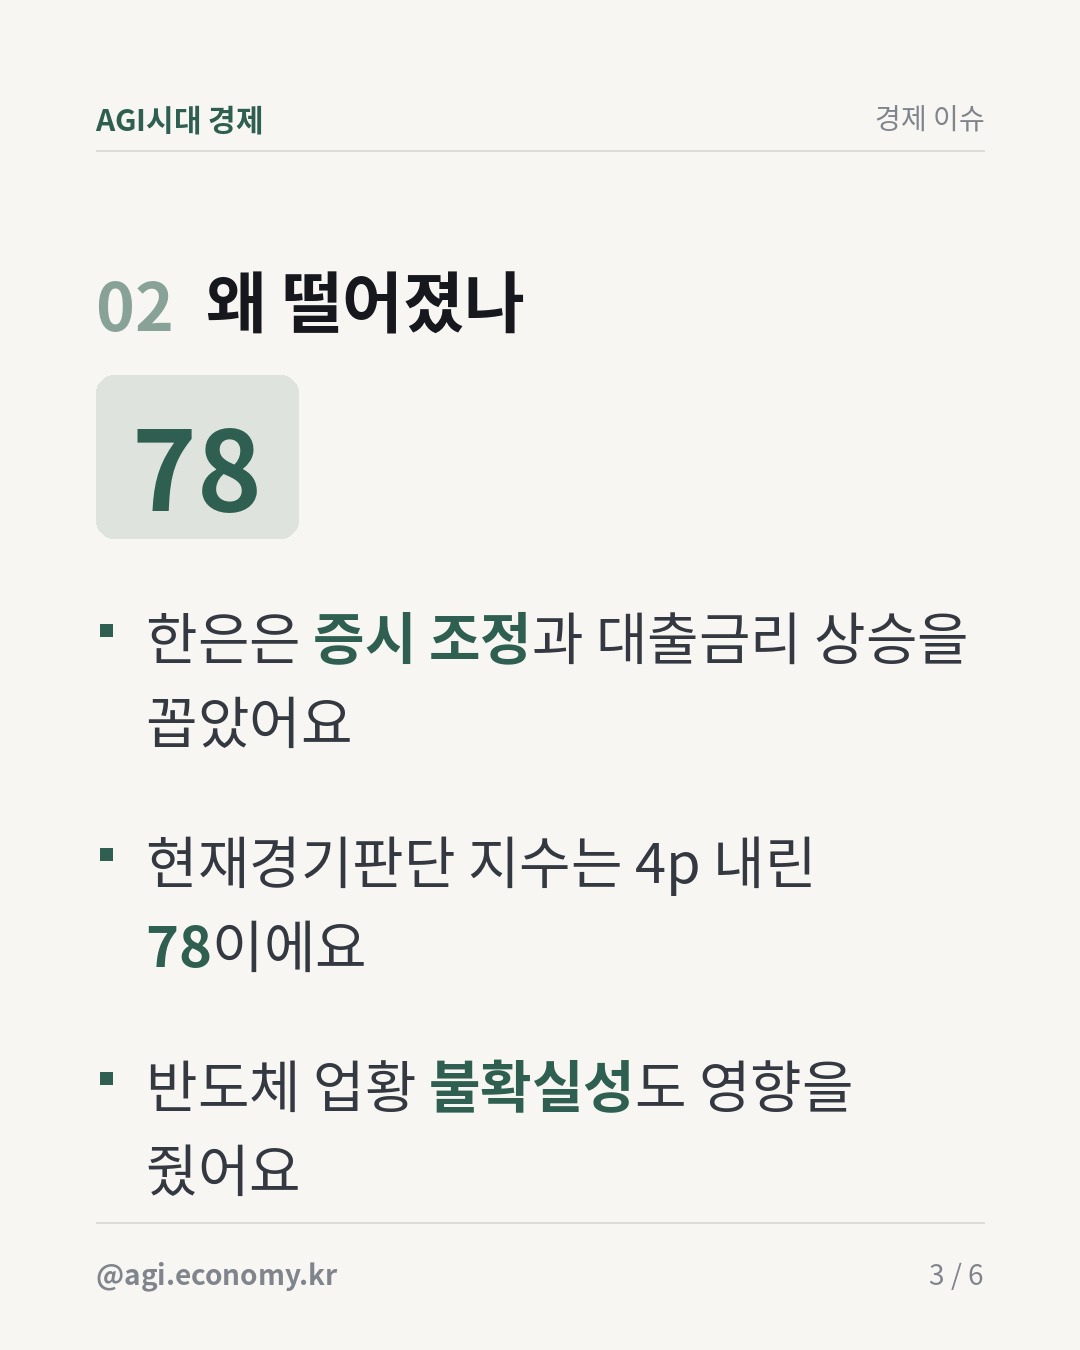 AGI시대 경제
경제 이슈
02 왜 떨어졌나
78
한은은 증시 조정과 대출금리 상승을
꼽았어요
현재경기판단 지수는 4p 내린
78이에요
반도체 업황 불확실성도 영향을
줬어요
@agi.economy.kr
3 / 6